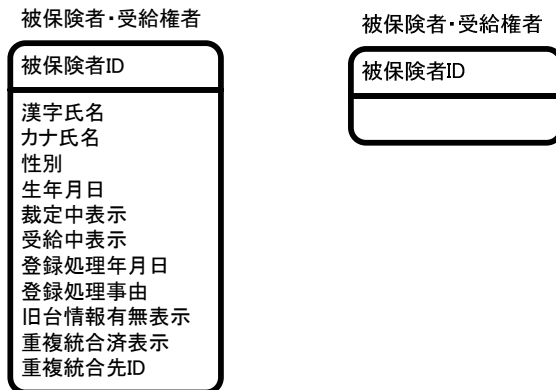 被保険者・受給権者
被保険者ID
漢字氏名
カナ氏名
性別
生年月日
裁定中表示
受給中表示
登録処理年月日
登録処理事由
旧台情報有無表示
重複統合済表示
重複統合先ID
被保険者・受給権者
被保険者ID